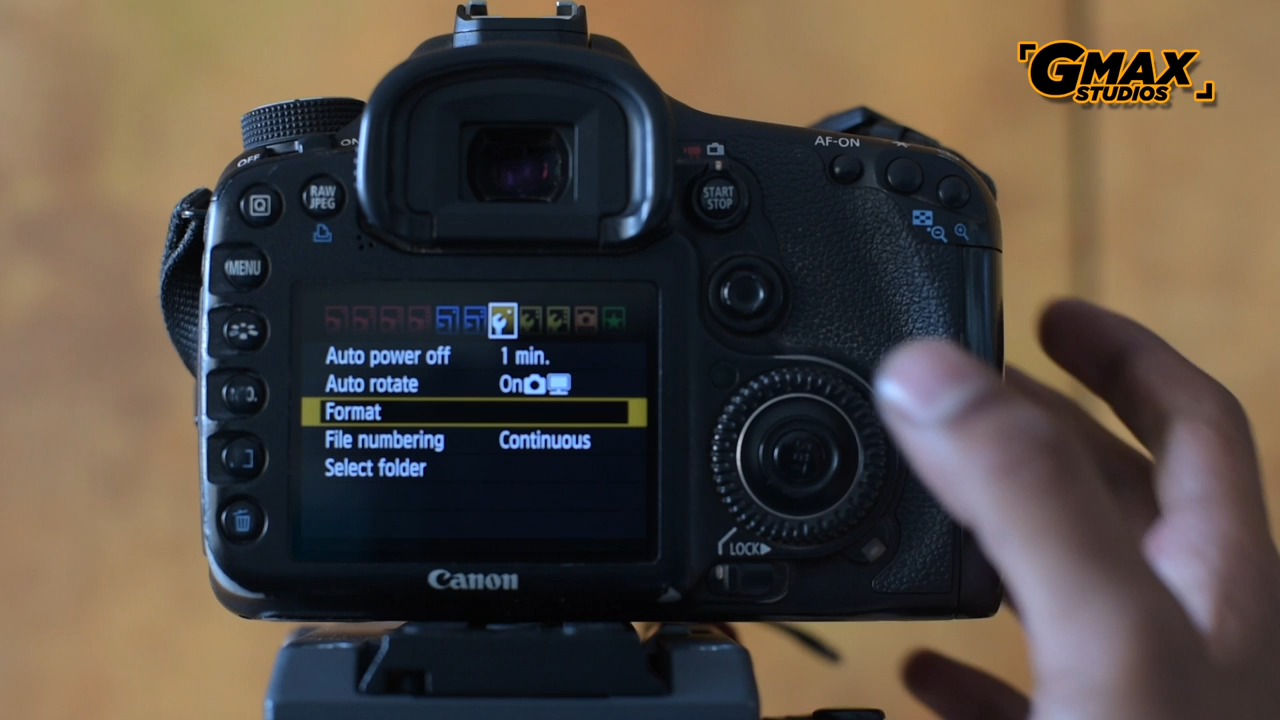 GMAX
STUDIOS
OFF
ON
AF-ON
RAW
JPEG
START
STOP
Q
MENU
Auto power off 1 min.
Auto rotate On
Format
File numbering Continuous
Select folder
SET
LOCK
Canon